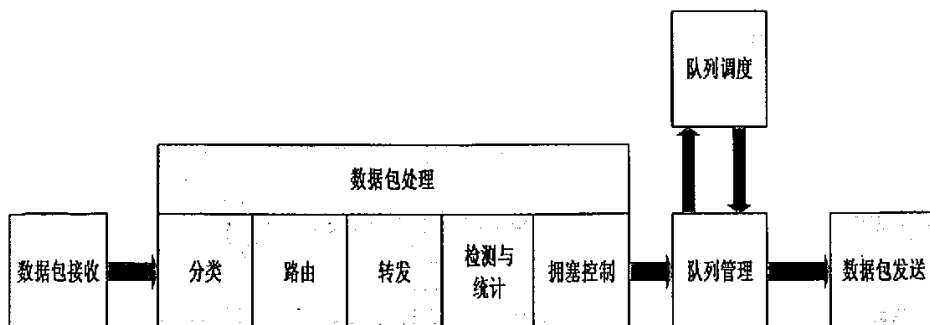 队列调度
数据包处理
数据包接收
分类
路由
转发
检测与
统计
拥塞控制
队列管理
数据包发送